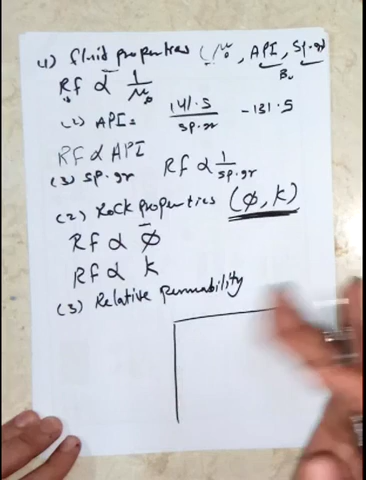 (1) fluid properties (μo, API, Sp.gr
Bo
Rf α 1/μo
(2) API = 141.5/sp.gr - 131.5
RF α API
(3) sp.gr Rf α 1/sp.gr
(2) Rock properties (φ, k)
Rf α φ
Rf α k
(3) Relative permability